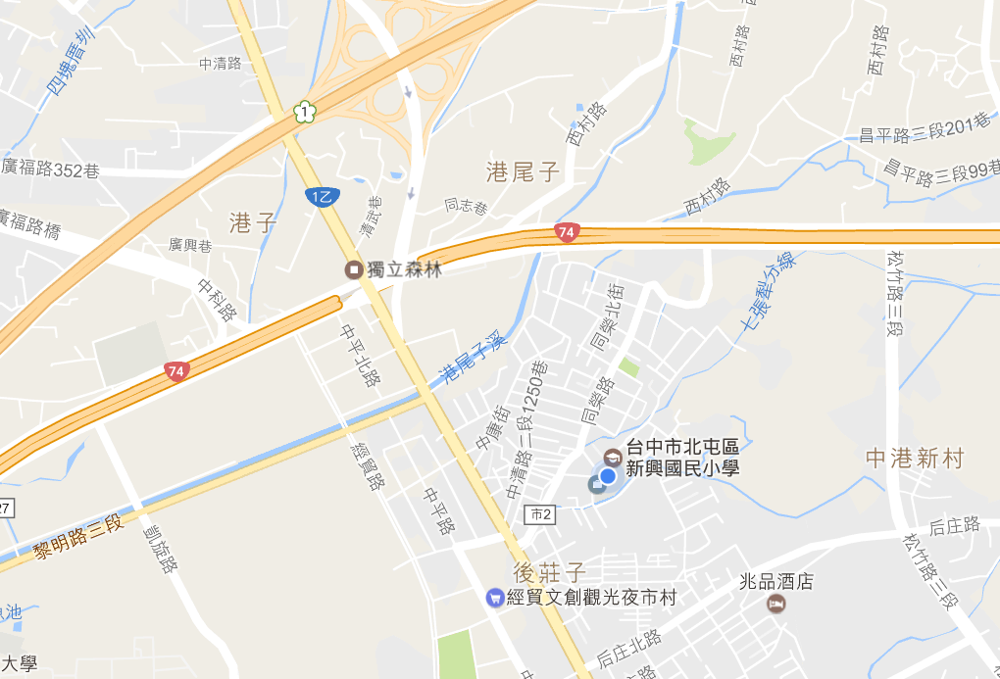 四塊厝圳
中清路
1
西村路
西村路
西村路
昌平路三段201巷
昌平路三段99巷
廣福路352巷
港尾子
1乙
清武巷
同志巷
西村路
廣福路橋
港子
廣興巷
74
獨立森林
中科路
七張犁分線
松竹路三段
同榮北街
中平北路
港尾子溪
74
中清路二段1250巷
同榮路
中康街
台中市北屯區
新興國民小學
中港新村
經貿路
中平路
27
市2
黎明路三段
凱旋路
后庄路
松竹路三段
後莊子
兆品酒店
經貿文創觀光夜市村
池
大學
后庄北路
中
路